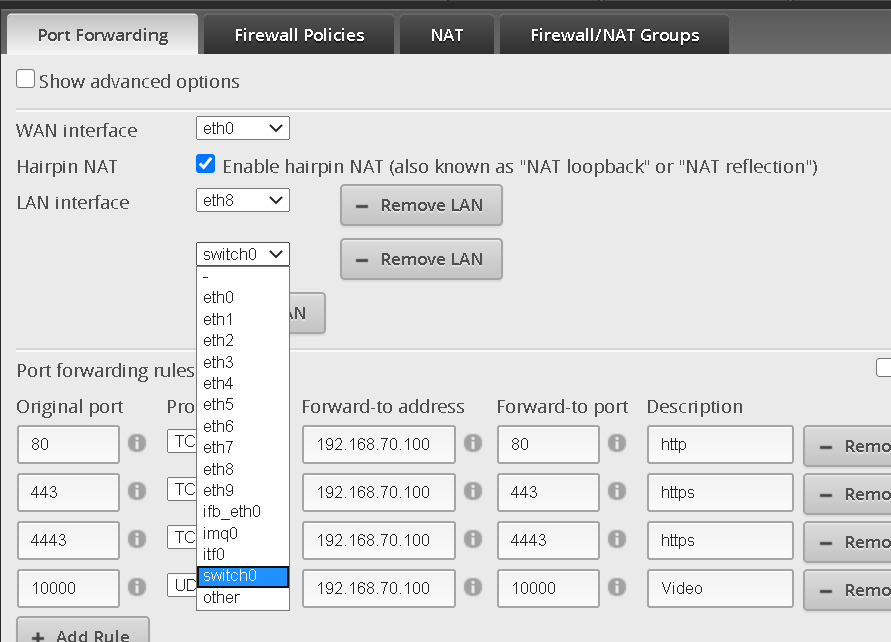 Port Forwarding Firewall Policies NAT Firewall/NAT Groups
Show advanced options
WAN interface eth0
Hairpin NAT Enable hairpin NAT (also known as "NAT loopback" or "NAT reflection")
LAN interface eth8 − Remove LAN
switch0 − Remove LAN
-
eth0
eth1 AN
eth2
eth3
eth4
eth5
eth6
eth7
eth8
eth9
ifb_eth0
imq0
itf0
switch0
other
Port forwarding rules
Original port Pro Forward-to address Forward-to port Description
80 TC 192.168.70.100 80 http − Remo
443 TC 192.168.70.100 443 https − Remo
4443 TC 192.168.70.100 4443 https − Remo
10000 UD 192.168.70.100 10000 Video − Remo
+ Add Rule